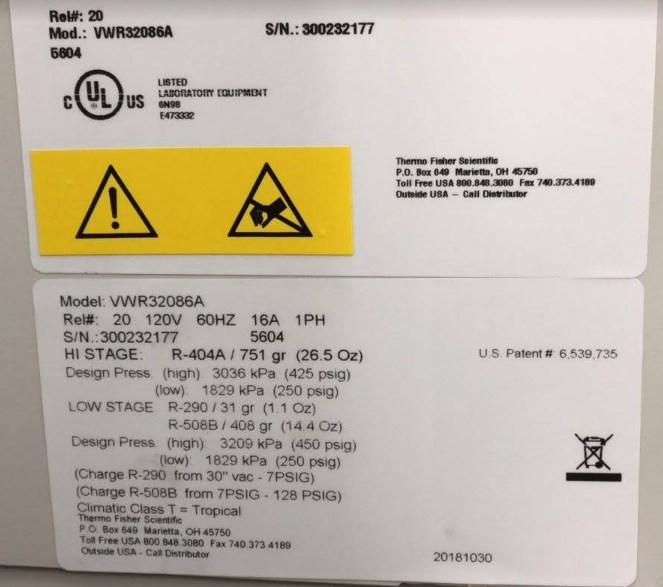 Rel#: 20
Mod.: VWR32086A S/N.: 300232177
5604
C UL US ®
LISTED
LABORATORY EQUIPMENT
6N98
E473332
Thermo Fisher Scientific
P.O. Box 649 Marietta, OH 45750
Toll Free USA 800.848.3080 Fax 740.373.4189
Outside USA – Call Distributor
Model: VWR32086A
Rel#: 20 120V 60HZ 16A 1PH
S/N.:300232177 5604
HI STAGE: R-404A / 751 gr (26.5 Oz)
U.S. Patent #: 6,539,735
Design Press. (high): 3036 kPa (425 psig)
(low): 1829 kPa (250 psig)
LOW STAGE R-290 / 31 gr (1.1 Oz)
R-508B / 408 gr (14.4 Oz)
Design Press. (high): 3209 kPa (450 psig)
(low): 1829 kPa (250 psig)
(Charge R-290 from 30" vac - 7PSIG)
(Charge R-508B from 7PSIG - 128 PSIG)
Climatic Class T = Tropical
Thermo Fisher Scientific
P.O. Box 649 Marietta, OH 45750
Toll Free USA 800.848.3080 Fax 740.373.4189
Outside USA - Call Distributor
20181030